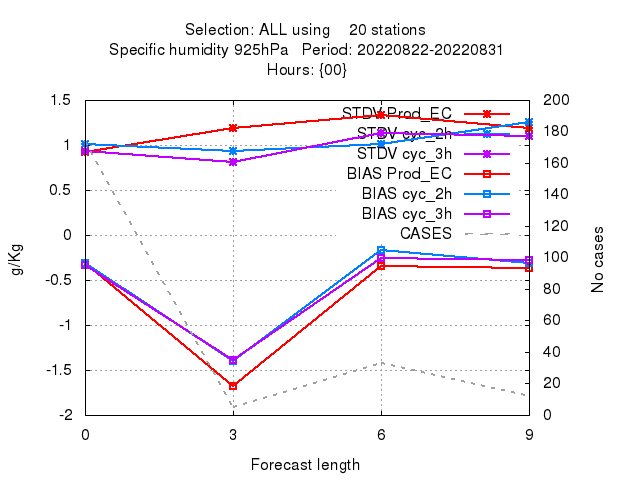 Selection: ALL using 20 stations
Specific humidity 925hPa Period: 20220822-20220831
Hours: {00}
1.5
1
0.5
0
-0.5
-1
-1.5
-2
g/Kg
STDV Prod_EC
STDV cyc_2h
STDV cyc_3h
BIAS Prod_EC
BIAS cyc_2h
BIAS cyc_3h
CASES
200
180
160
140
120
100
80
60
40
20
0
No cases
0 3 6 9
Forecast length